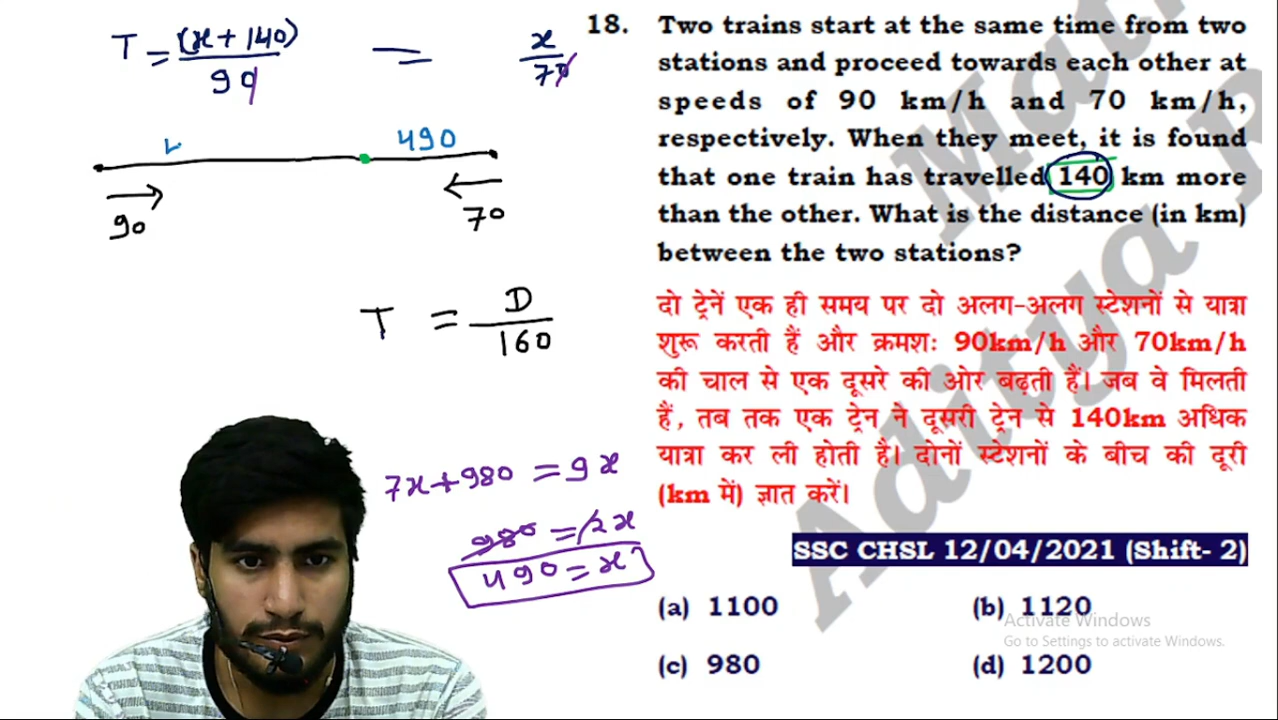 T = (x + 140) / 90 = x / 70
490
90
70
T = D / 160
7x + 980 = 9x
980 = 2x
490 = x
18. Two trains start at the same time from two
stations and proceed towards each other at
speeds of 90 km/h and 70 km/h,
respectively. When they meet, it is found
that one train has travelled 140 km more
than the other. What is the distance (in km)
between the two stations?
दो ट्रेनें एक ही समय पर दो अलग-अलग स्टेशनों से यात्रा
शुरू करती हैं और क्रमशः 90km/h और 70km/h
की चाल से एक दूसरे की ओर बढ़ती हैं। जब वे मिलती
हैं, तब तक एक ट्रेन ने दूसरी ट्रेन से 140km अधिक
यात्रा कर ली होती है। दोनों स्टेशनों के बीच की दूरी
(km में) ज्ञात करें।
SSC CHSL 12/04/2021 (Shift- 2)
(a) 1100 (b) 1120
(c) 980 (d) 1200
Activate Windows
Go to Settings to activate Windows.
Aditya